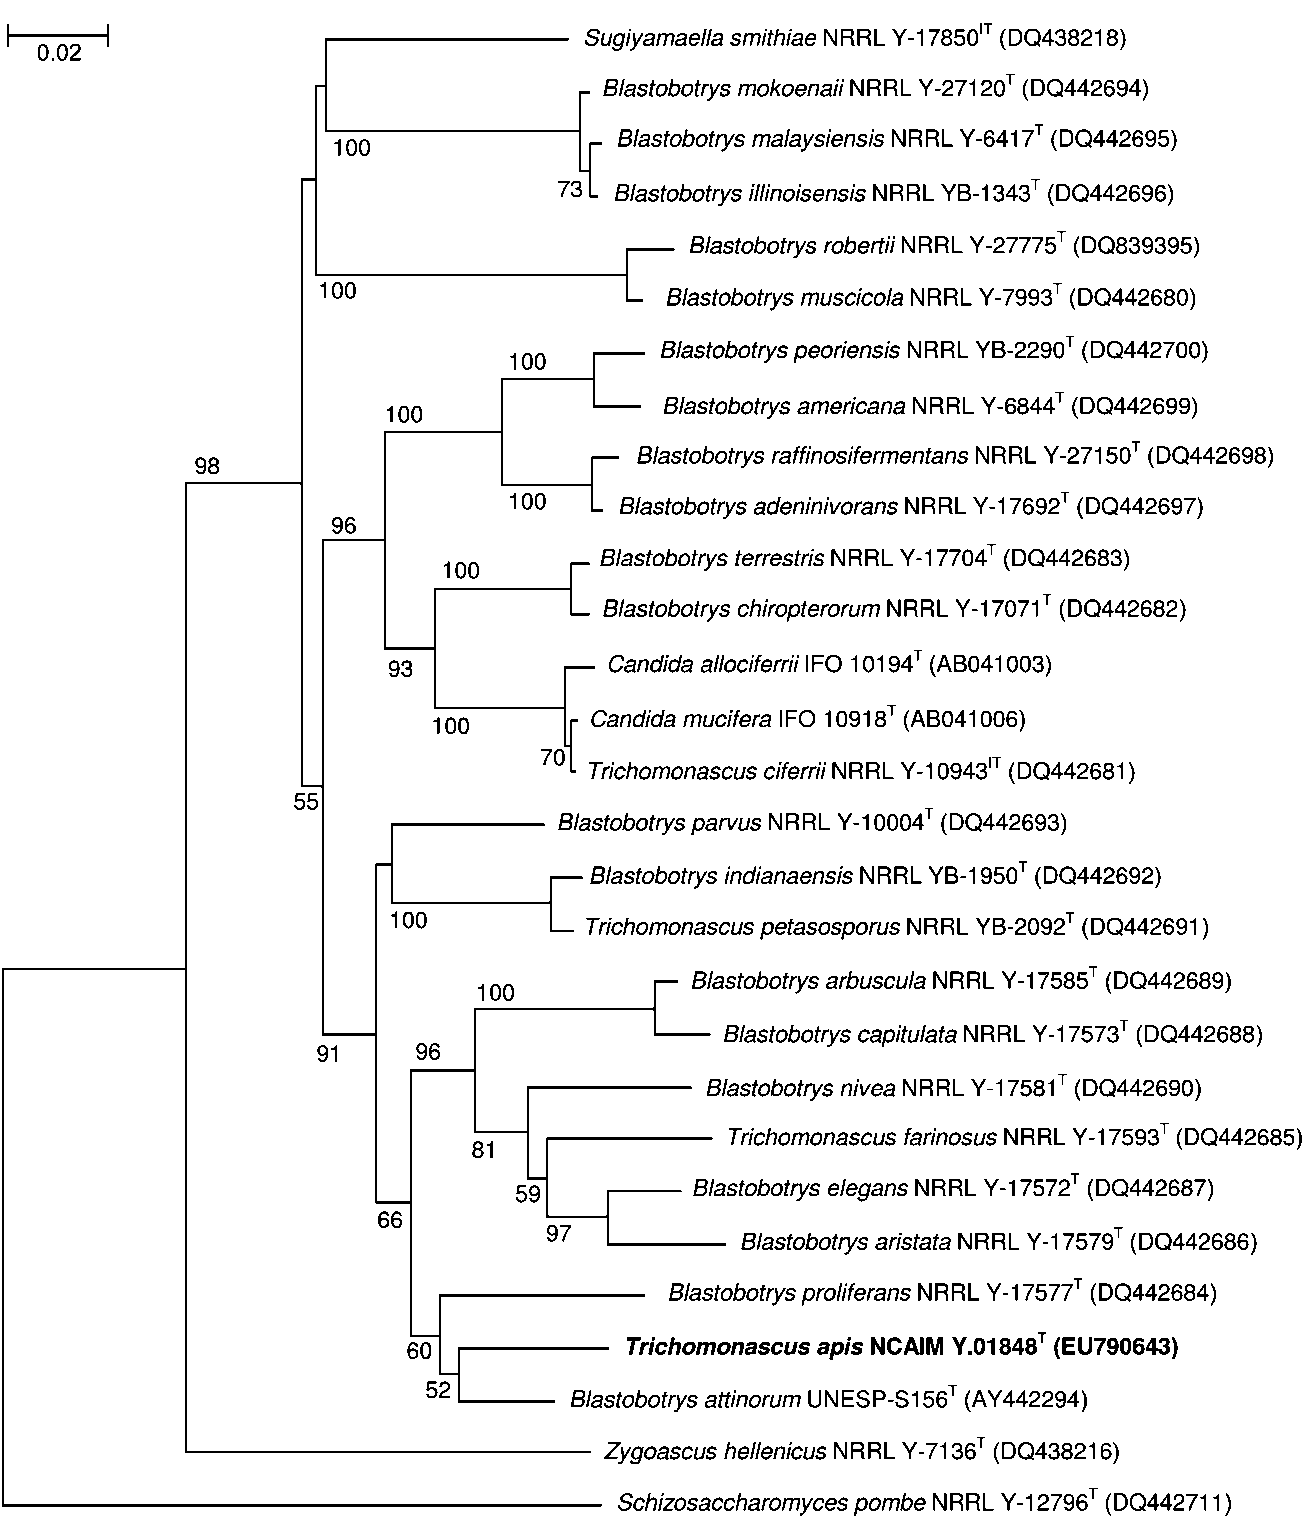 0.02
Sugiyamaella smithiae NRRL Y-17850IT (DQ438218)
Blastobotrys mokoenaii NRRL Y-27120T (DQ442694)
100
Blastobotrys malaysiensis NRRL Y-6417T (DQ442695)
73
Blastobotrys illinoisensis NRRL YB-1343T (DQ442696)
Blastobotrys robertii NRRL Y-27775T (DQ839395)
100
Blastobotrys muscicola NRRL Y-7993T (DQ442680)
Blastobotrys peoriensis NRRL YB-2290T (DQ442700)
100
100
Blastobotrys americana NRRL Y-6844T (DQ442699)
98
Blastobotrys raffinosifermentans NRRL Y-27150T (DQ442698)
100
Blastobotrys adeninivorans NRRL Y-17692T (DQ442697)
96
Blastobotrys terrestris NRRL Y-17704T (DQ442683)
100
Blastobotrys chiropterorum NRRL Y-17071T (DQ442682)
93
Candida allociferrii IFO 10194T (AB041003)
100
Candida mucifera IFO 10918T (AB041006)
70
Trichomonascus ciferrii NRRL Y-10943IT (DQ442681)
55
Blastobotrys parvus NRRL Y-10004T (DQ442693)
Blastobotrys indianaensis NRRL YB-1950T (DQ442692)
100
Trichomonascus petasosporus NRRL YB-2092T (DQ442691)
Blastobotrys arbuscula NRRL Y-17585T (DQ442689)
100
Blastobotrys capitulata NRRL Y-17573T (DQ442688)
91
96
Blastobotrys nivea NRRL Y-17581T (DQ442690)
Trichomonascus farinosus NRRL Y-17593T (DQ442685)
81
59
Blastobotrys elegans NRRL Y-17572T (DQ442687)
66
97
Blastobotrys aristata NRRL Y-17579T (DQ442686)
Blastobotrys proliferans NRRL Y-17577T (DQ442684)
60
Trichomonascus apis NCAIM Y.01848T (EU790643)
52
Blastobotrys attinorum UNESP-S156T (AY442294)
Zygoascus hellenicus NRRL Y-7136T (DQ438216)
Schizosaccharomyces pombe NRRL Y-12796T (DQ442711)